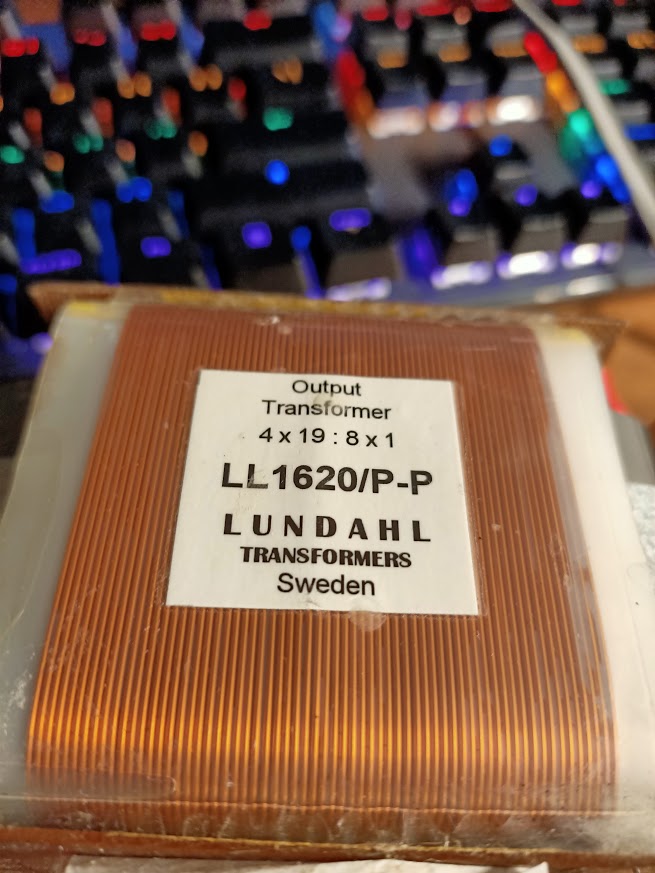 Output
Transformer
4 x 19 : 8 x 1
LL1620/P-P
LUNDAHL
TRANSFORMERS
Sweden